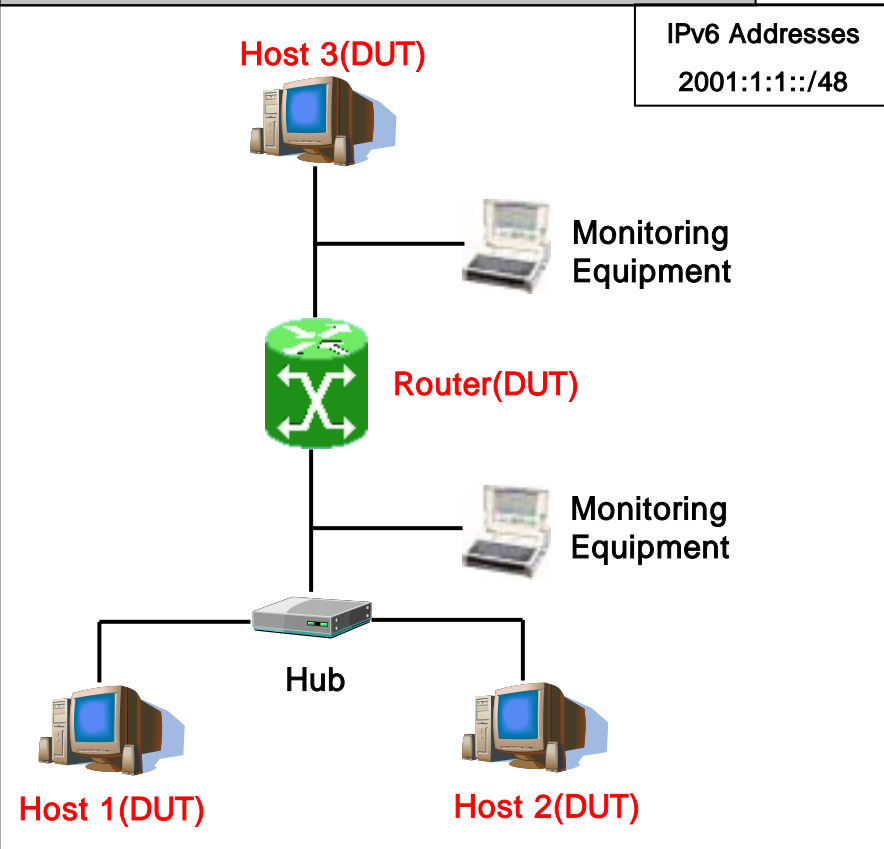 IPv6 Addresses
2001:1:1::/48
Host 3(DUT)
Monitoring
Equipment
Router(DUT)
Monitoring
Equipment
Hub
Host 1(DUT)
Host 2(DUT)